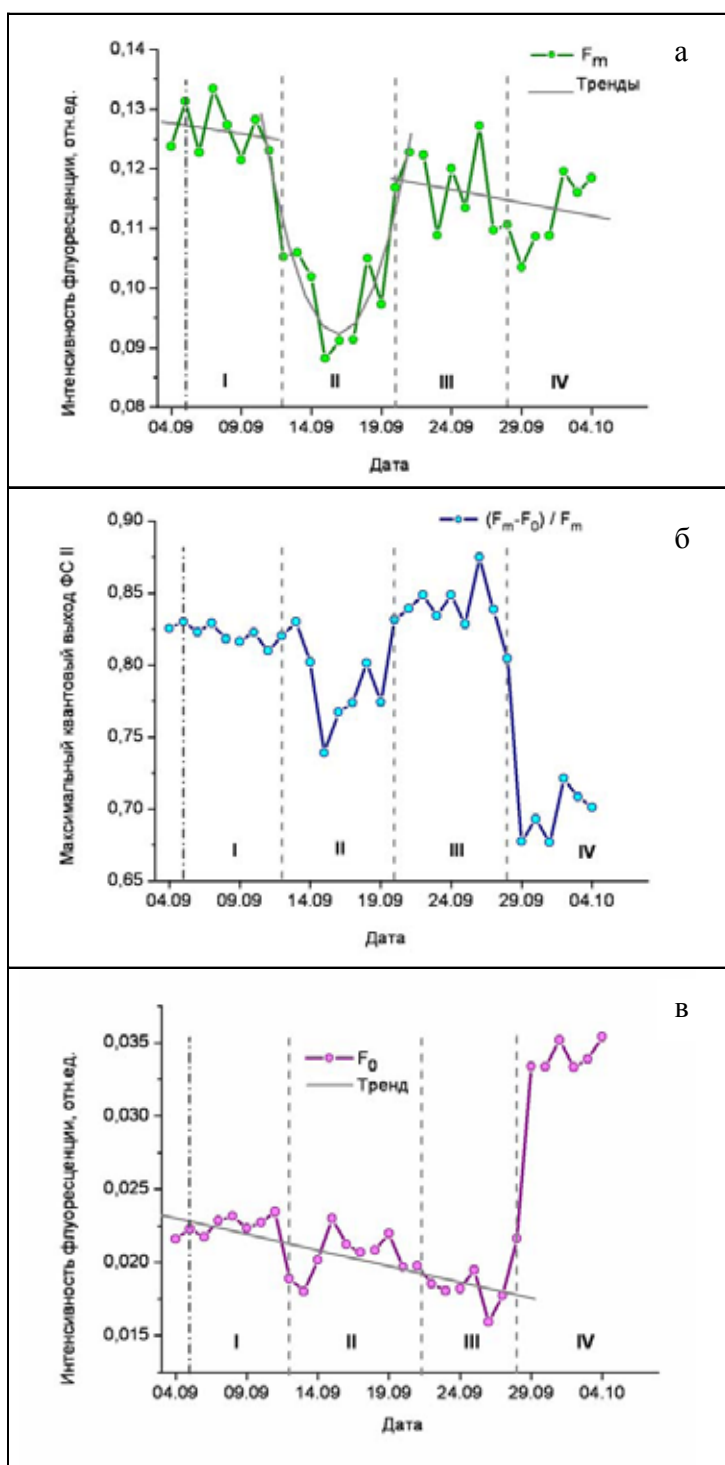 а
0,14
0,13
0,12
0,11
0,10
0,09
0,08
Интенсивность флуоресценции, отн.ед.
Fm
Тренды
I II III IV
04.09 09.09 14.09 19.09 24.09 29.09 04.10
Дата
б
0,90
0,85
0,80
0,75
0,70
0,65
Максимальный квантовый выход ФС II
(Fm-F0) / Fm
I II III IV
04.09 09.09 14.09 19.09 24.09 29.09 04.10
Дата
в
0,035
0,030
0,025
0,020
0,015
Интенсивность флуоресценции, отн.ед.
F0
Тренд
I II III IV
04.09 09.09 14.09 19.09 24.09 29.09 04.10
Дата